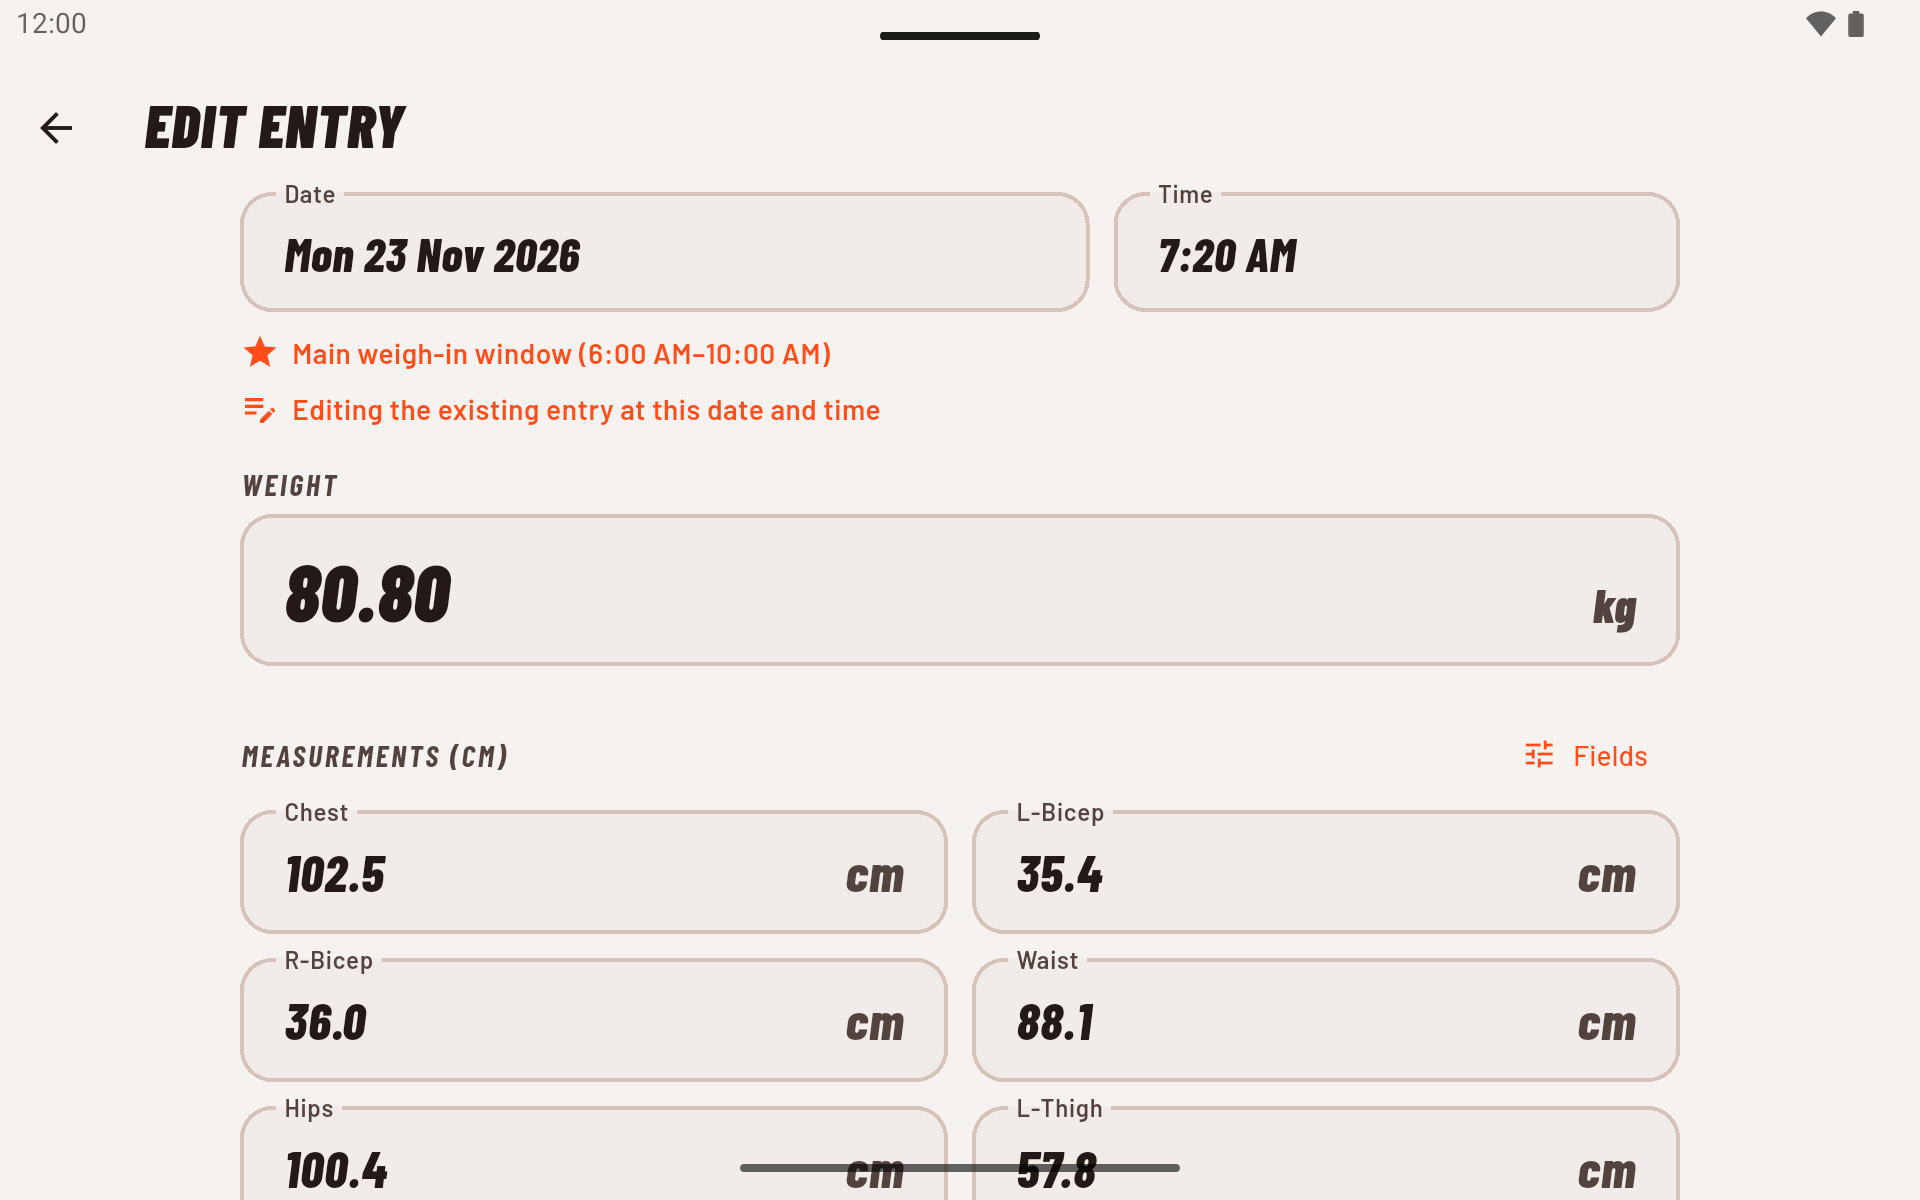 12:00
EDIT ENTRY
Date
Mon 23 Nov 2026
Time
7:20 AM
Main weigh-in window (6:00 AM–10:00 AM)
Editing the existing entry at this date and time
WEIGHT
80.80 kg
MEASUREMENTS (CM)
Fields
Chest
102.5 cm
L-Bicep
35.4 cm
R-Bicep
36.0 cm
Waist
88.1 cm
Hips
100.4 cm
L-Thigh
57.8 cm